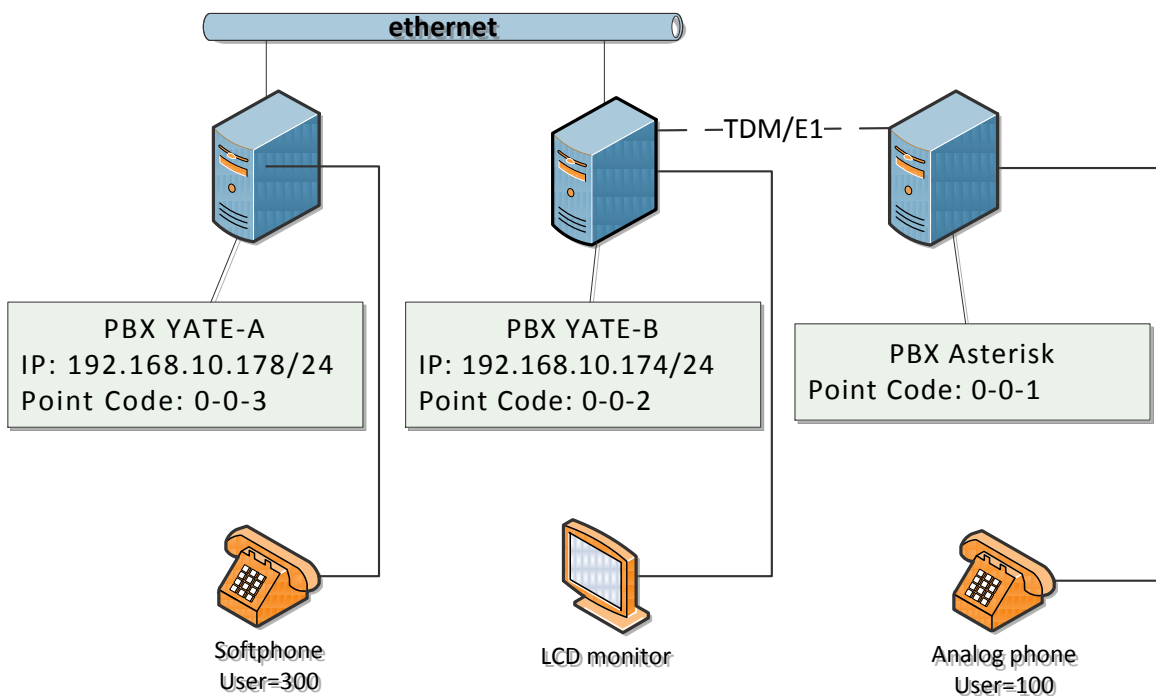 ethernet
TDM/E1
PBX YATE-A
IP: 192.168.10.178/24
Point Code: 0-0-3
PBX YATE-B
IP: 192.168.10.174/24
Point Code: 0-0-2
PBX Asterisk
Point Code: 0-0-1
Softphone
User=300
LCD monitor
Analog phone
User=100